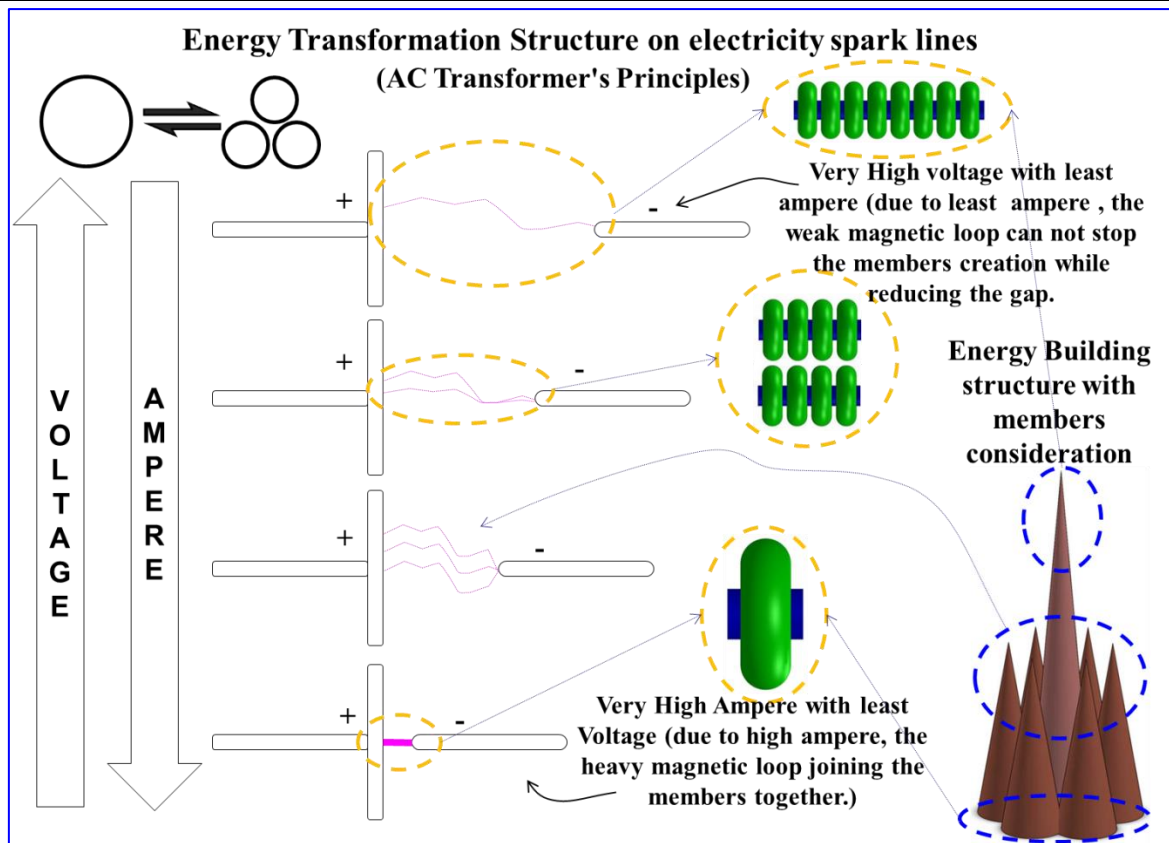 Energy Transformation Structure on electricity spark lines
(AC Transformer's Principles)
+
-
Very High voltage with least
ampere (due to least ampere , the
weak magnetic loop can not stop
the members creation while
reducing the gap.
+
-
Energy Building
structure with
members
consideration
VOLTAGE
AMPERE
+
-
+
-
Very High Ampere with least
Voltage (due to high ampere, the
heavy magnetic loop joining the
members together.)